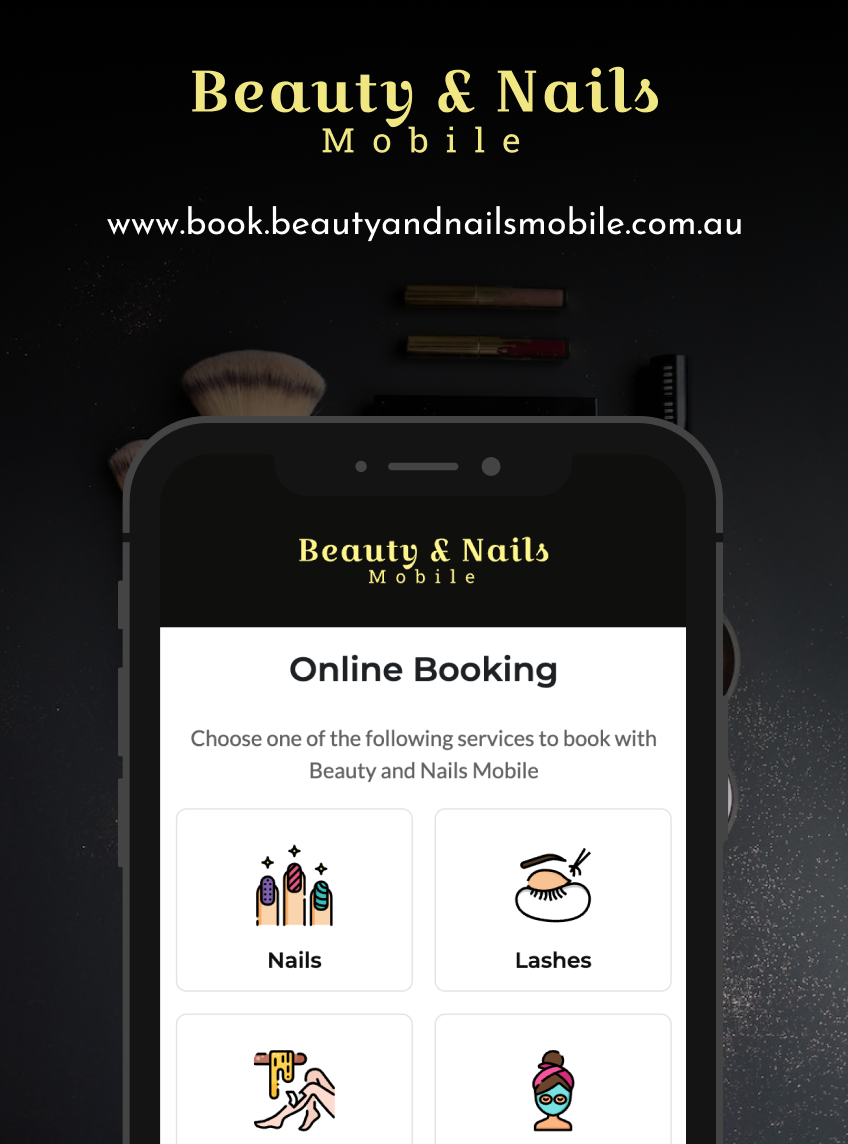 Beauty & Nails
Mobile
www.book.beautyandnailsmobile.com.au
Beauty & Nails
Mobile
Online Booking
Choose one of the following services to book with
Beauty and Nails Mobile
Nails
Lashes